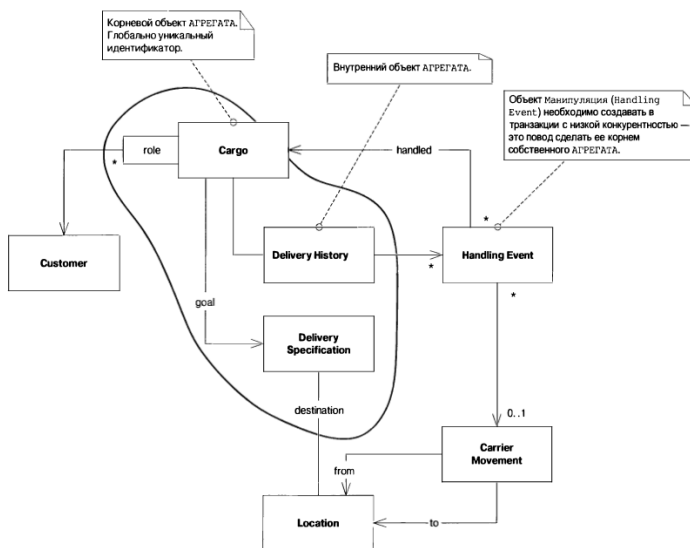 Корневой объект АГРЕГАТА.
Глобально уникальный
идентификатор.
Внутренний объект АГРЕГАТА.
Объект Манипуляция (Handling
Event) необходимо создавать в
транзакции с низкой конкурентностью —
это повод сделать ее корнем
собственного АГРЕГАТА.
role
*
Cargo
handled
*
Customer
Delivery History
*
Handling Event
*
goal
Delivery
Specification
destination
0..1
Carrier
Movement
from
Location
to